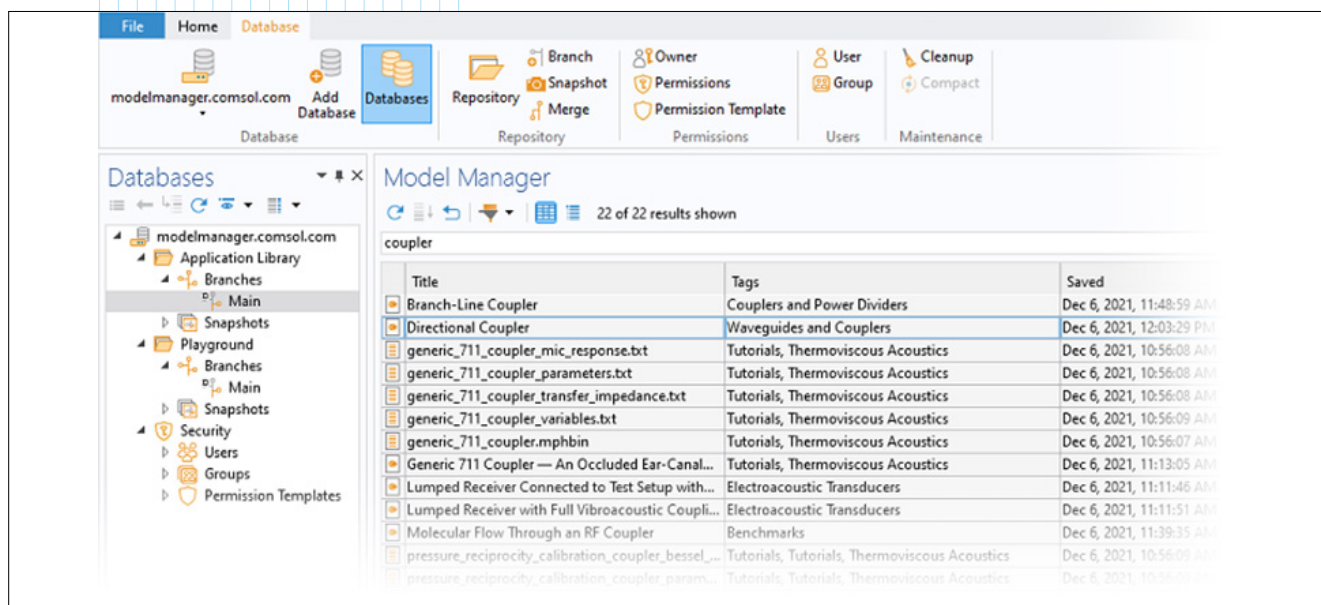 File Home Database
modelmanager.comsol.com Add Database Databases
Repository Branch Snapshot Merge
Owner Permissions Permission Template
User Group
Cleanup Compact
Database Repository Permissions Users Maintenance
Databases
modelmanager.comsol.com
Application Library
Branches
Main
Snapshots
Playground
Branches
Main
Snapshots
Security
Users
Groups
Permission Templates
Model Manager
22 of 22 results shown
coupler
Title Tags Saved
Branch-Line Coupler Couplers and Power Dividers Dec 6, 2021, 11:48:59 AM
Directional Coupler Waveguides and Couplers Dec 6, 2021, 12:03:29 PM
generic_711_coupler_mic_response.txt Tutorials, Thermoviscous Acoustics Dec 6, 2021, 10:56:08 AM
generic_711_coupler_parameters.txt Tutorials, Thermoviscous Acoustics Dec 6, 2021, 10:56:08 AM
generic_711_coupler_transfer_impedance.txt Tutorials, Thermoviscous Acoustics Dec 6, 2021, 10:56:08 AM
generic_711_coupler_variables.txt Tutorials, Thermoviscous Acoustics Dec 6, 2021, 10:56:09 AM
generic_711_coupler.mphbin Tutorials, Thermoviscous Acoustics Dec 6, 2021, 10:56:07 AM
Generic 711 Coupler — An Occluded Ear-Canal... Tutorials, Thermoviscous Acoustics Dec 6, 2021, 11:13:05 AM
Lumped Receiver Connected to Test Setup with... Electroacoustic Transducers Dec 6, 2021, 11:11:46 AM
Lumped Receiver with Full Vibroacoustic Coupli... Electroacoustic Transducers Dec 6, 2021, 11:11:51 AM
Molecular Flow Through an RF Coupler Benchmarks Dec 6, 2021, 11:39:35 AM
pressure_reciprocity_calibration_coupler_bessel_... Tutorials, Tutorials, Thermoviscous Acoustics Dec 6, 2021, 10:56:09 AM
pressure_reciprocity_calibration_coupler_param... Tutorials, Tutorials, Thermoviscous Acoustics Dec 6, 2021,